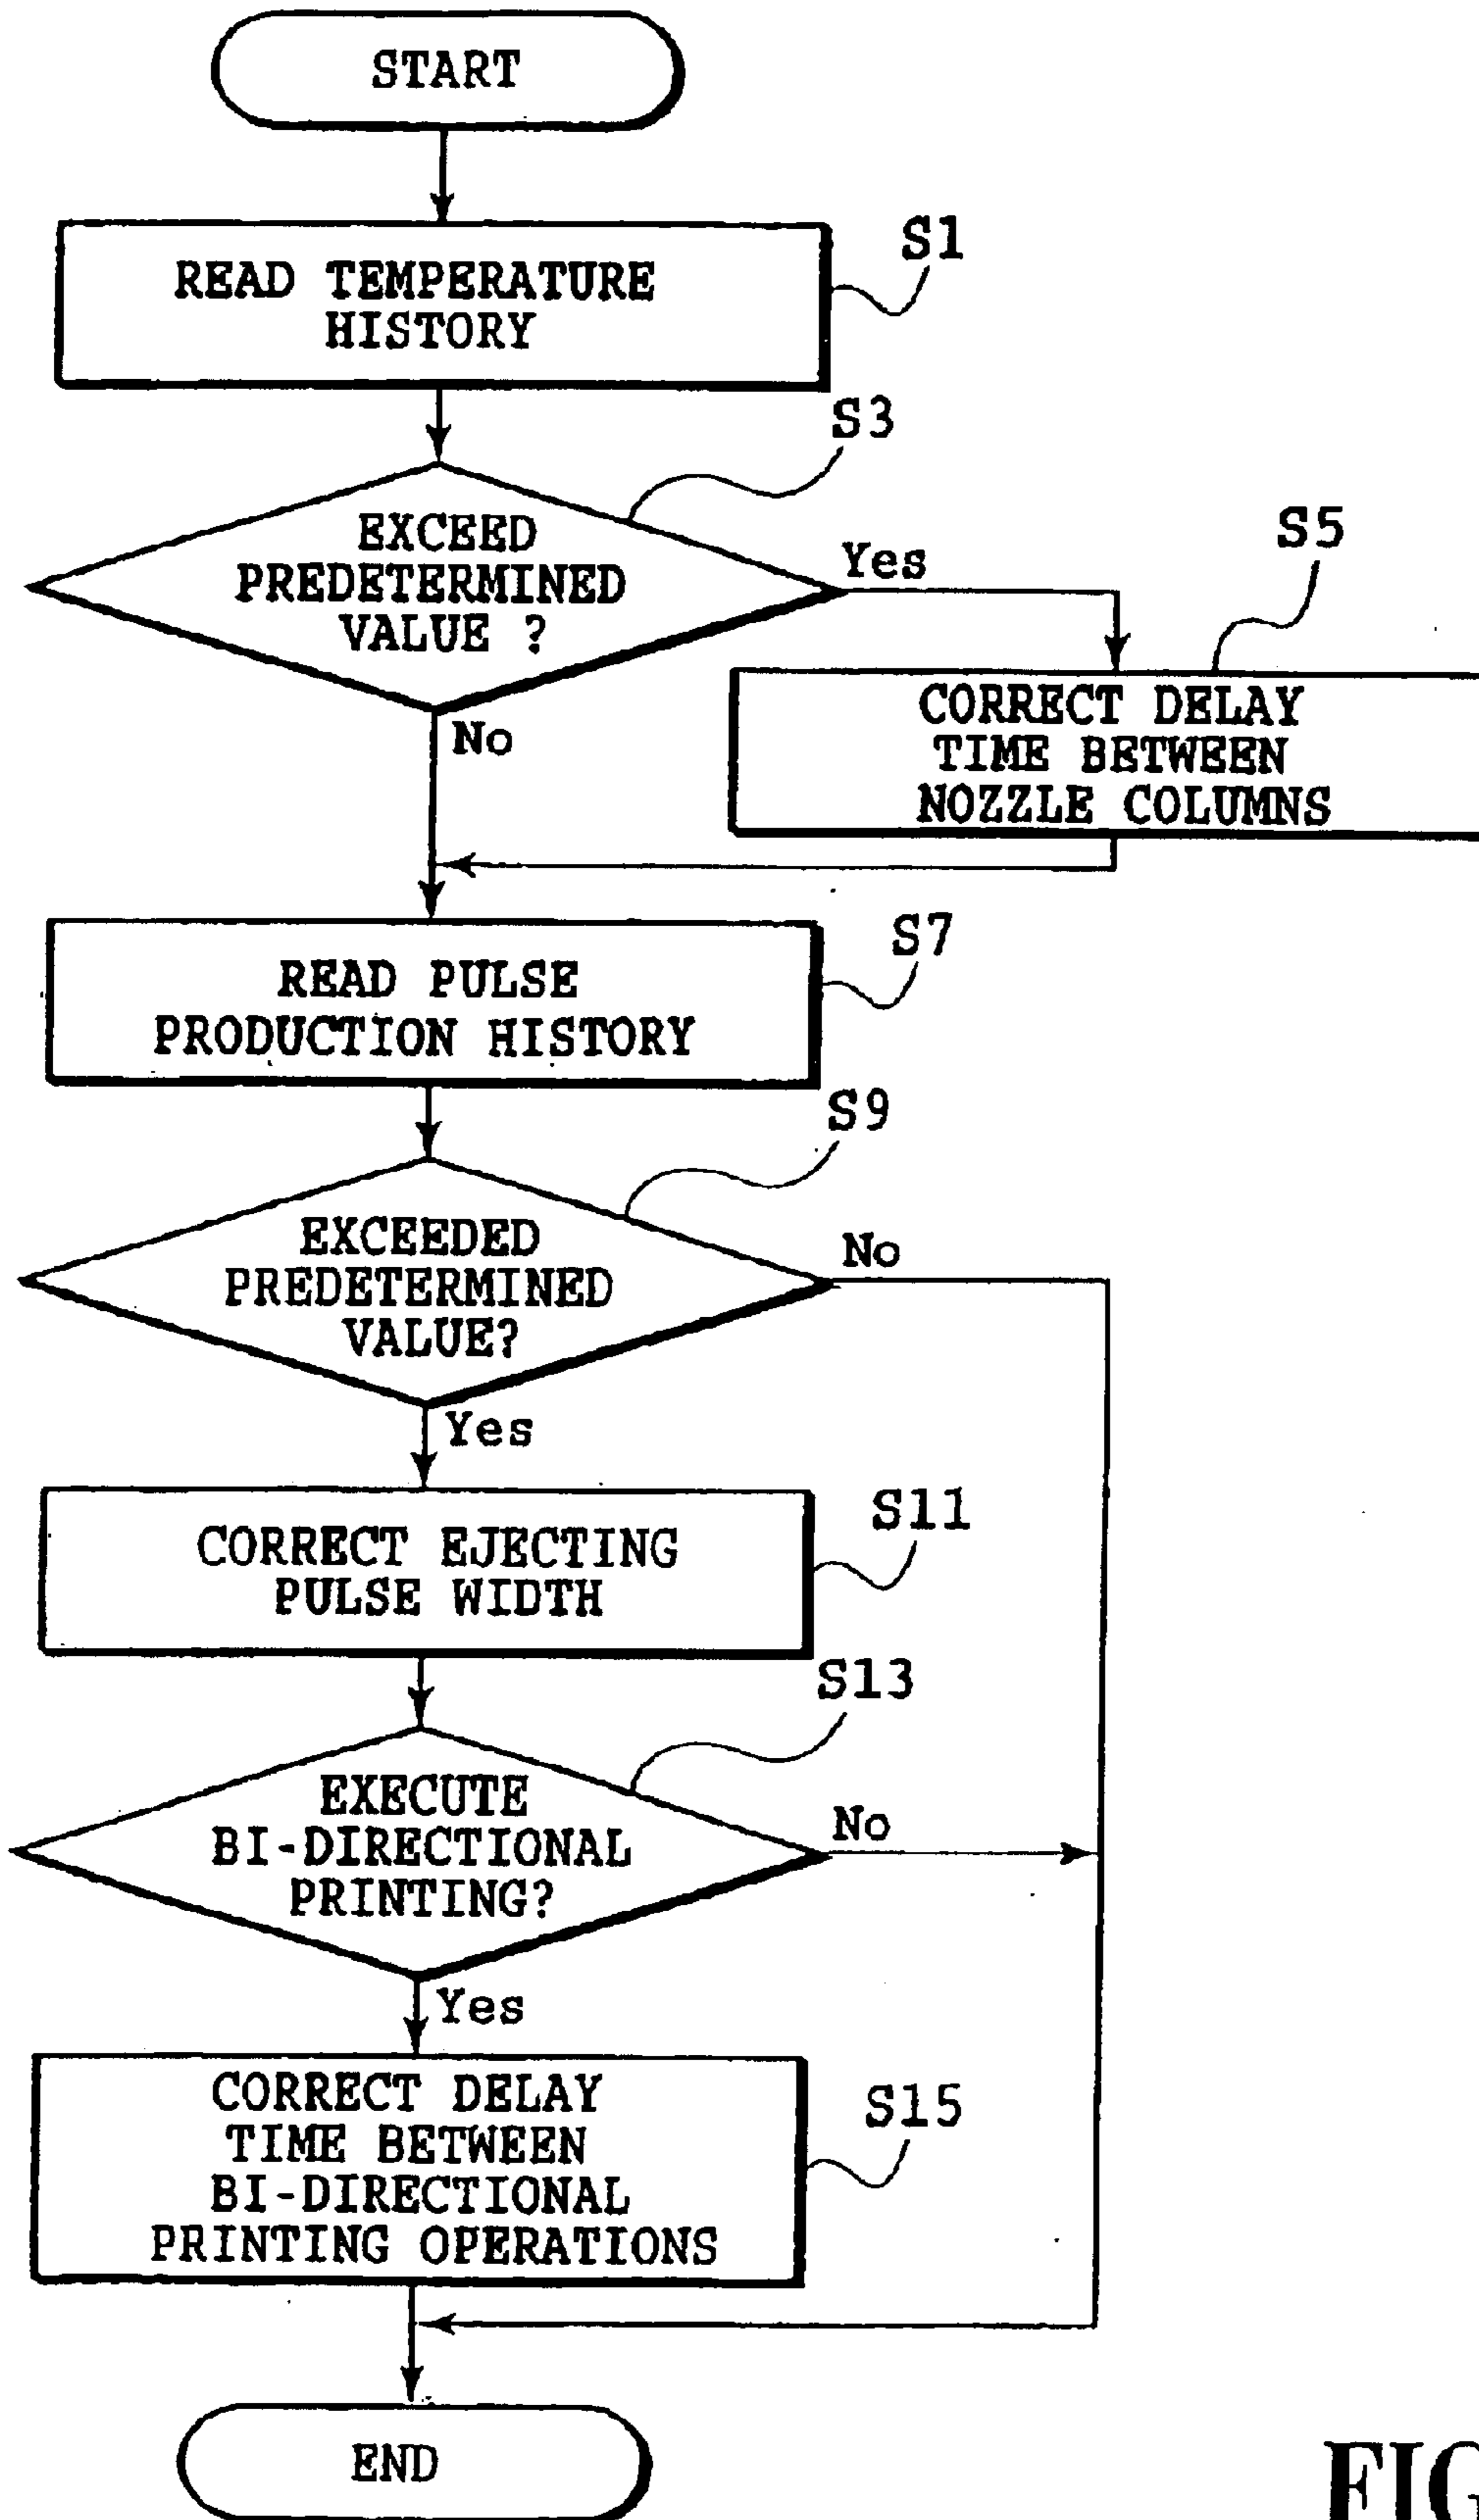 START
S1
READ TEMPERATURE
HISTORY
S3
EXCEED
PREDETERMINED
VALUE ?
Yes
S5
No
CORRECT DELAY
TIME BETWEEN
NOZZLE COLUMNS
S7
READ PULSE
PRODUCTION HISTORY
S9
EXCEEDED
PREDETERMINED
VALUE?
No
Yes
S11
CORRECT EJECTING
PULSE WIDTH
S13
EXECUTE
BI-DIRECTIONAL
PRINTING?
No
Yes
S15
CORRECT DELAY
TIME BETWEEN
BI-DIRECTIONAL
PRINTING OPERATIONS
END
FIG